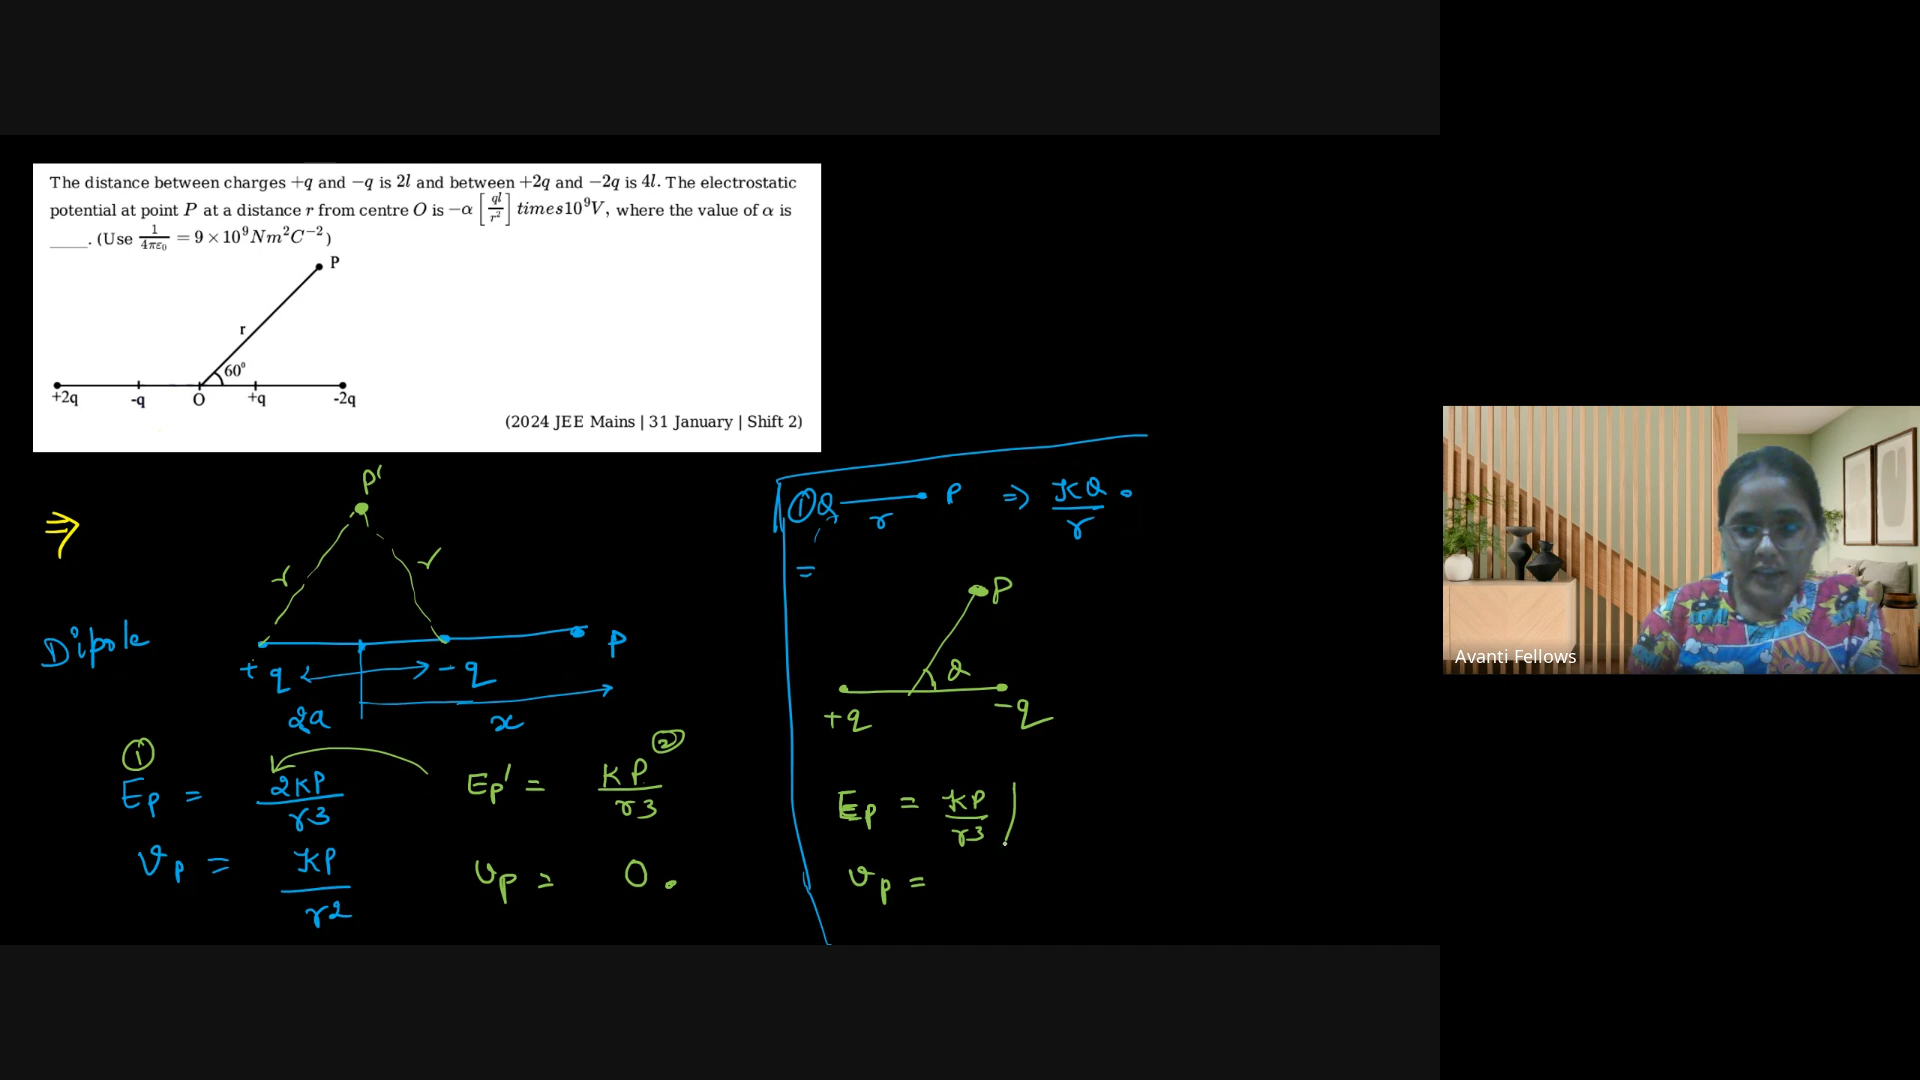 The distance between charges +q and −q is 2l and between +2q and −2q is 4l. The electrostatic
potential at point P at a distance r from centre O is −α [ql/r²] times10⁹V, where the value of α is
____. (Use 1/4πε₀ = 9 × 10⁹Nm²C⁻²)
P
r
60°
+2q -q O +q -2q
(2024 JEE Mains | 31 January | Shift 2)
⇒
P'
r r
Dipole
+q -q P
2a x
①
Ep = 2KP/r3
Vp = KP/r2
②
Ep' = KP/r3
Vp = 0.
① Q r P ⇒ KQ/r .
=
P
θ
+q -q
Ep = KP/r3
Vp =
Avanti Fellows